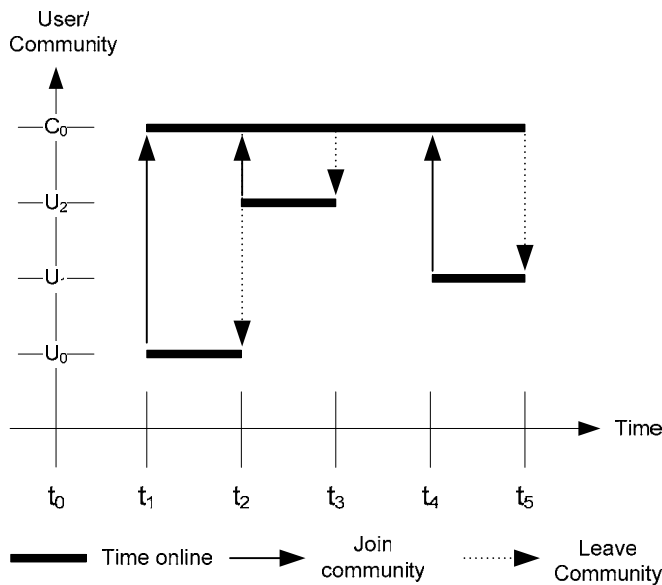 User/
Community
C₀
U₂
U
U₀
Time
t₀ t₁ t₂ t₃ t₄ t₅
Time online
Join
community
Leave
Community